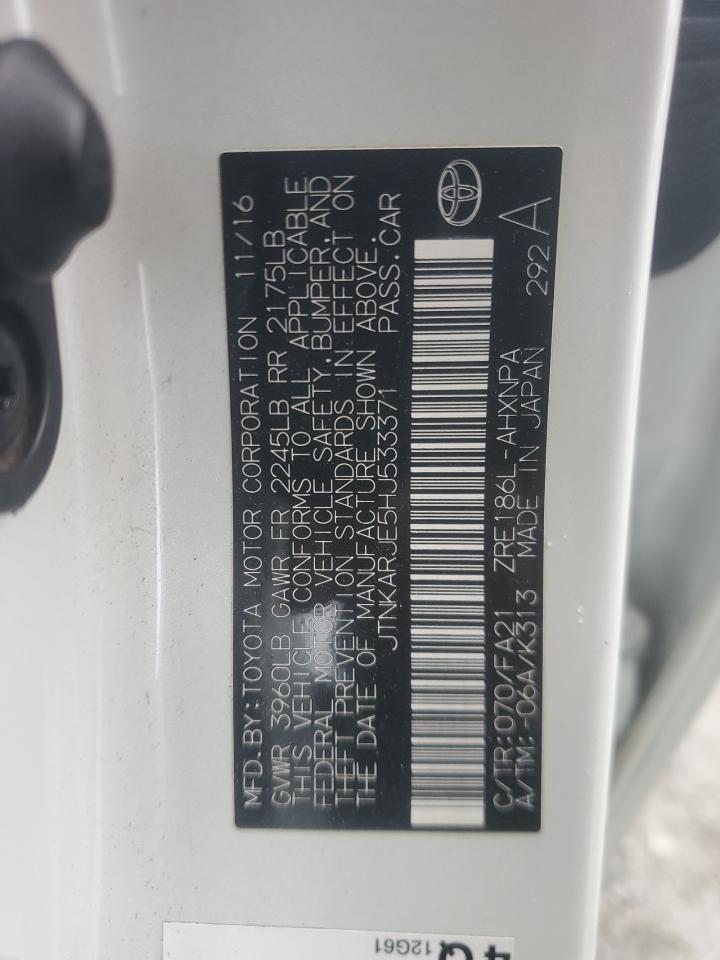 MFD.BY:TOYOTA MOTOR CORPORATION 11/16
GVWR 3960LB GAWR FR 2245LB RR 2175LB
THIS VEHICLE CONFORMS TO ALL APPLICABLE
FEDERAL MOTOR VEHICLE SAFETY,BUMPER,AND
THEFT PREVENTION STANDARDS IN EFFECT ON
THE DATE OF MANUFACTURE SHOWN ABOVE.
JTNKARJE5HJ533371 PASS.CAR
C/TR:070/FA21 ZRE186L-AHXNPA 292 A
A/TM:-06A/K313 MADE IN JAPAN
4Q
12G61